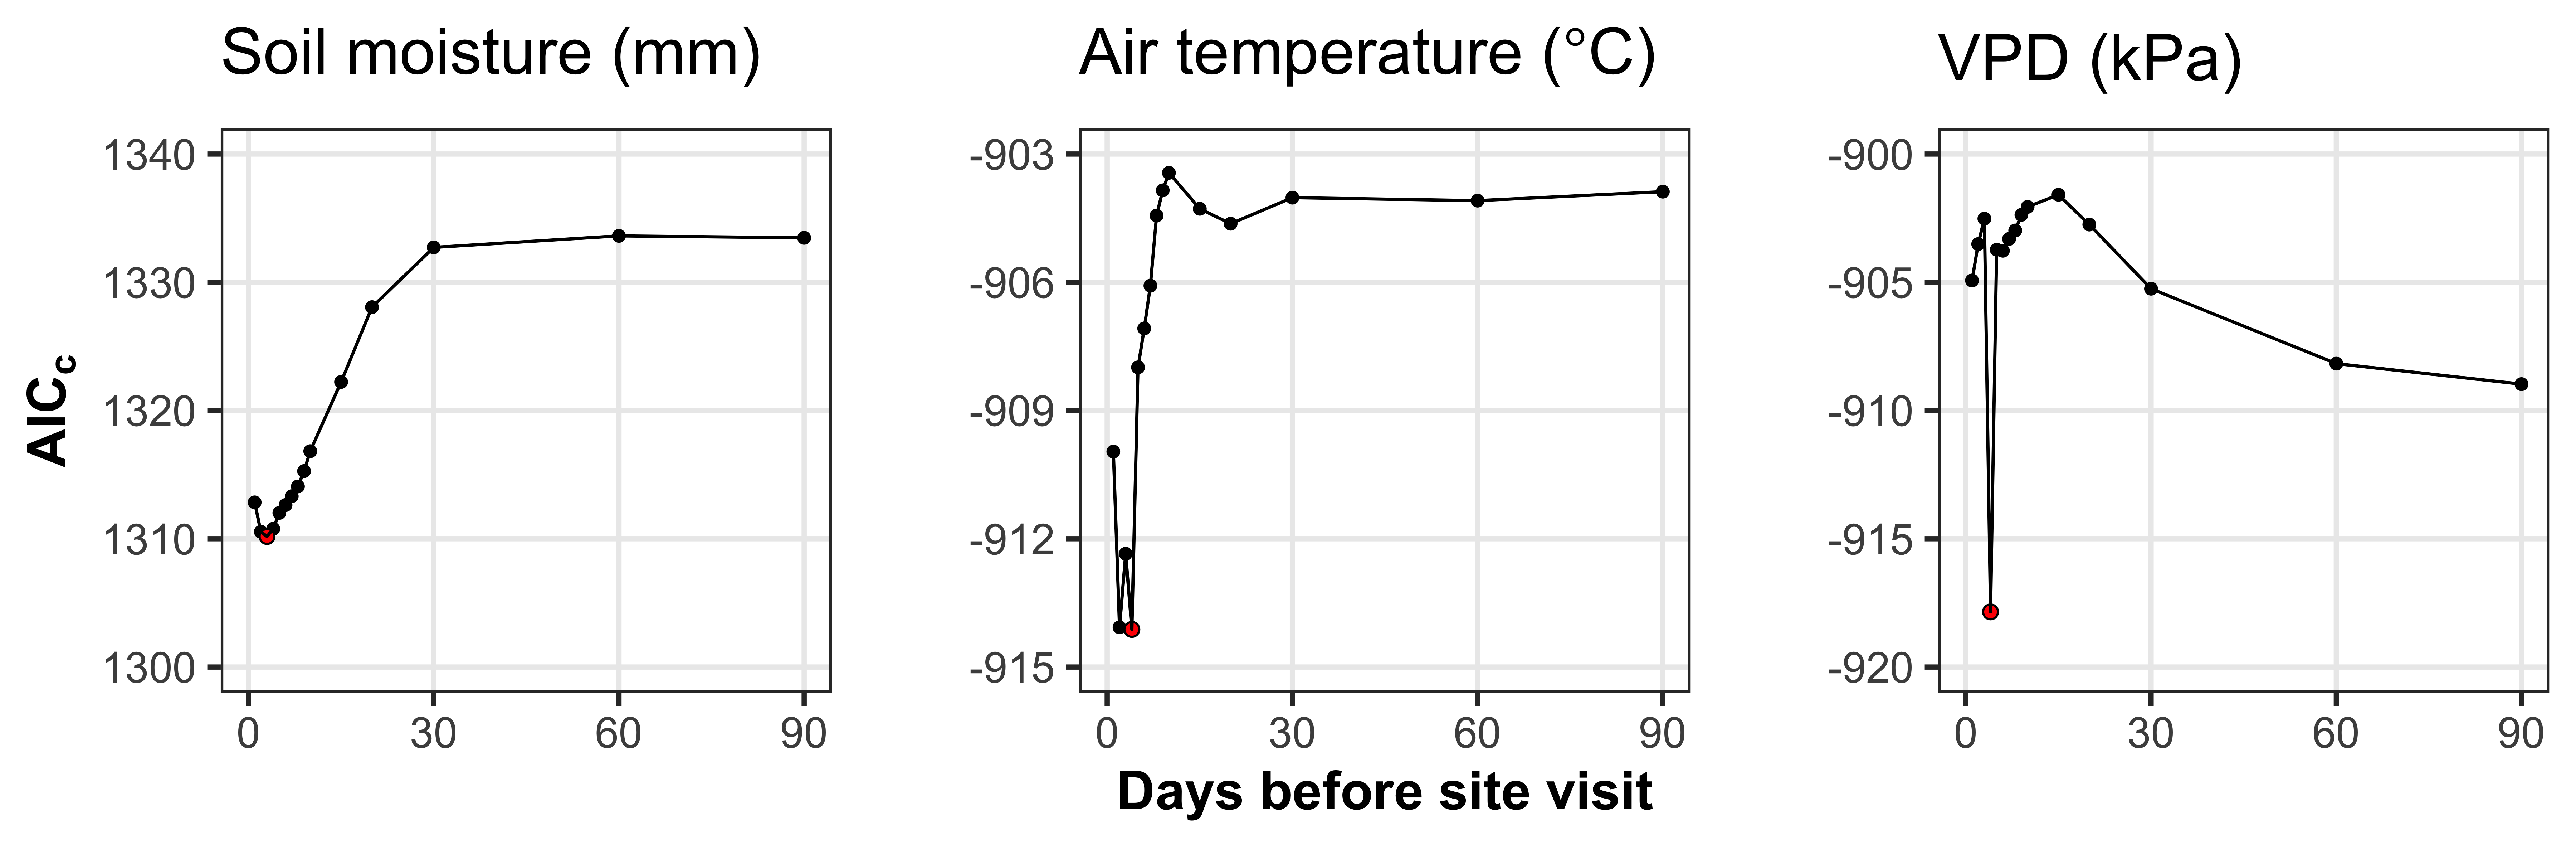 Soil moisture (mm)
Air temperature (°C)
VPD (kPa)
AICc
1340
1330
1320
1310
1300
0 30 60 90
-903
-906
-909
-912
-915
0 30 60 90
-900
-905
-910
-915
-920
0 30 60 90
Days before site visit